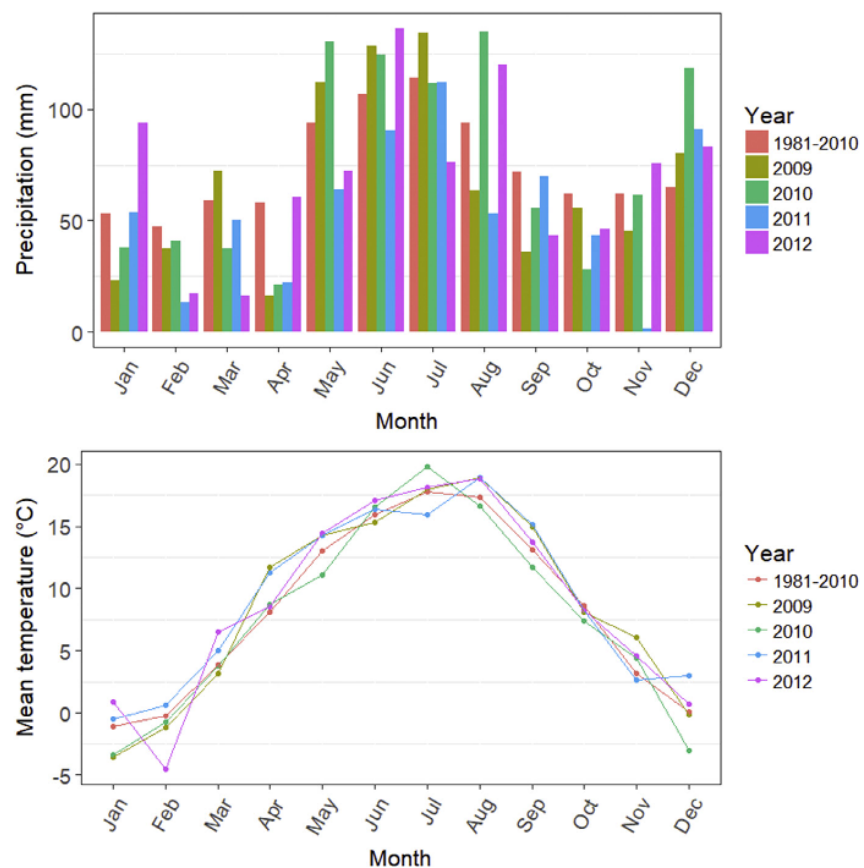 Precipitation (mm)
100
50
0
Jan
Feb
Mar
Apr
May
Jun
Jul
Aug
Sep
Oct
Nov
Dec
Month
Year
1981-2010
2009
2010
2011
2012
Mean temperature (°C)
20
15
10
5
0
-5
Jan
Feb
Mar
Apr
May
Jun
Jul
Aug
Sep
Oct
Nov
Dec
Month
Year
1981-2010
2009
2010
2011
2012